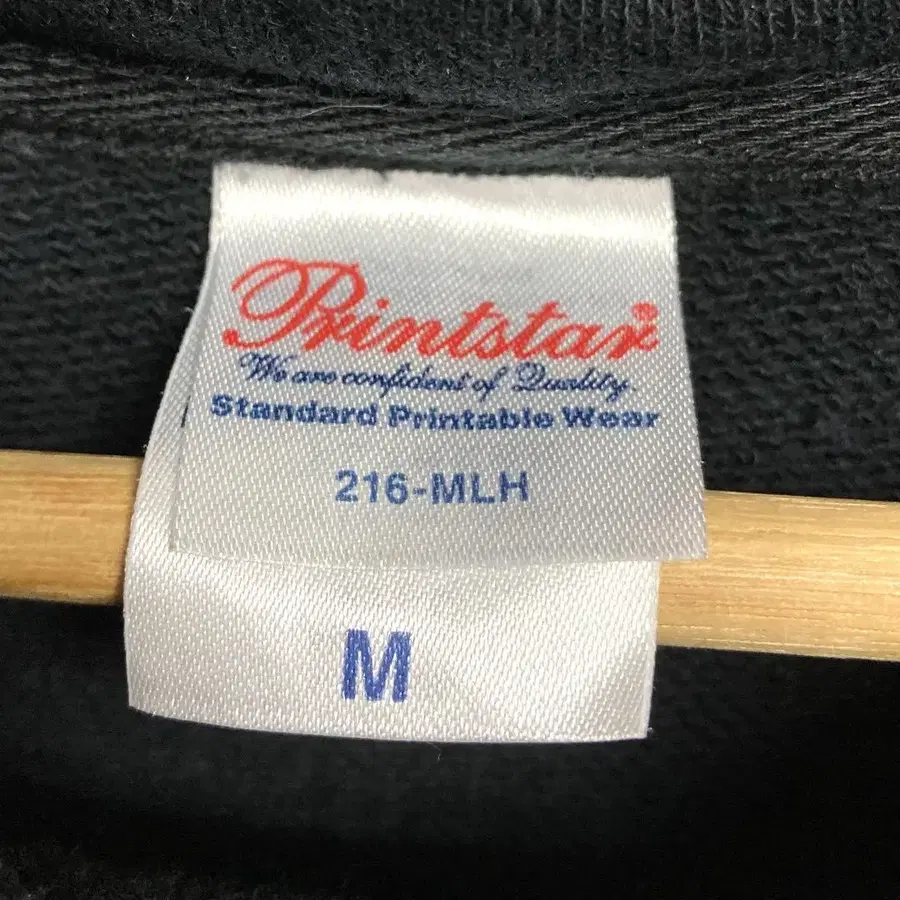 Printstar®
We are confident of Quality.
Standard Printable Wear
216-MLH
M